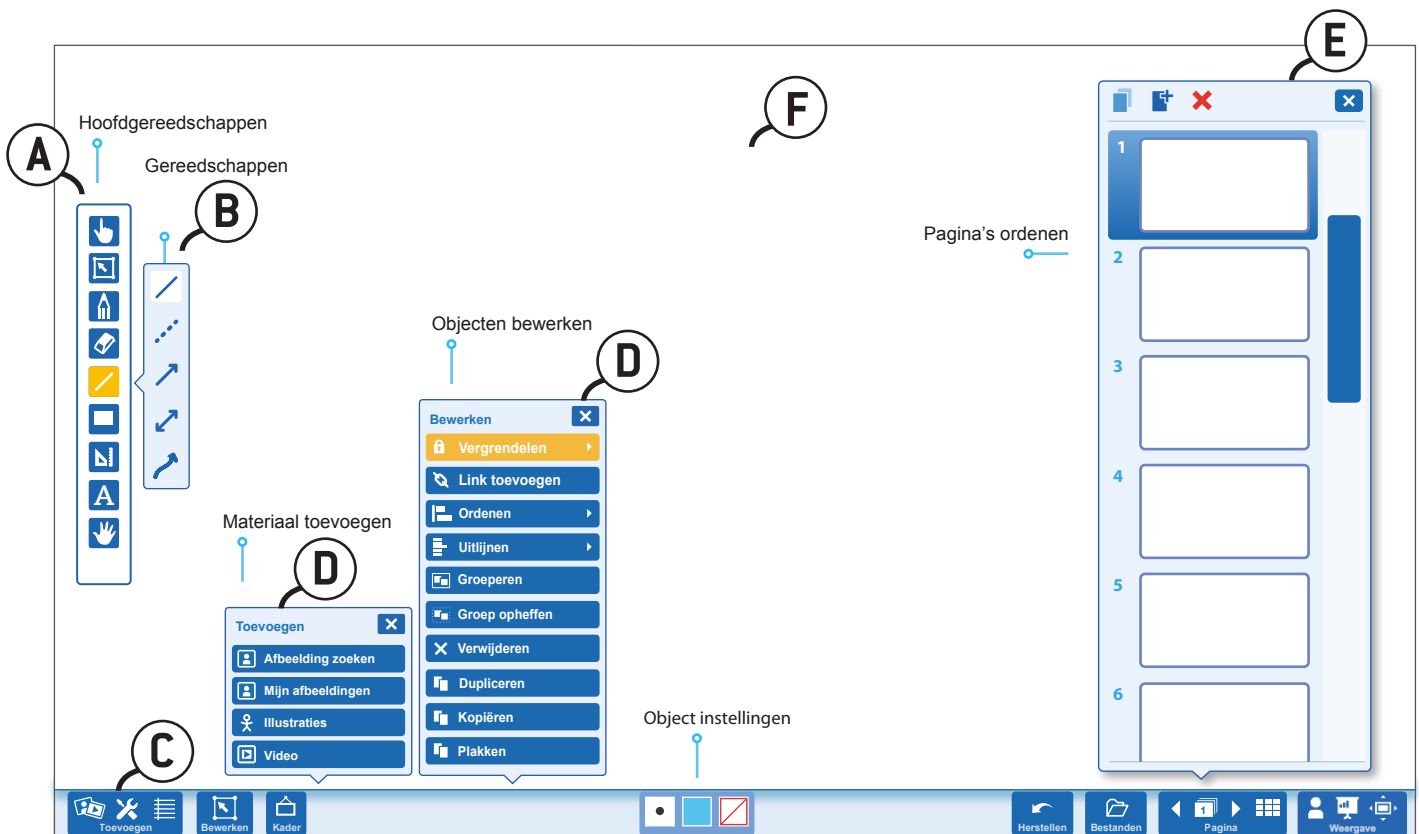 E
F
Hoofdgereedschappen
A
Gereedschappen
B
Pagina's ordenen
1
2
3
4
5
6
Objecten bewerken
D
Bewerken
Vergrendelen
Link toevoegen
Ordenen
Uitlijnen
Groeperen
Groep opheffen
Verwijderen
Dupliceren
Kopiëren
Plakken
A
Materiaal toevoegen
D
Toevoegen
Afbeelding zoeken
Mijn afbeeldingen
Illustraties
Video
Object instellingen
C
Toevoegen
Bewerken
Kader
Herstellen
Bestanden
1
Pagina
Weergave